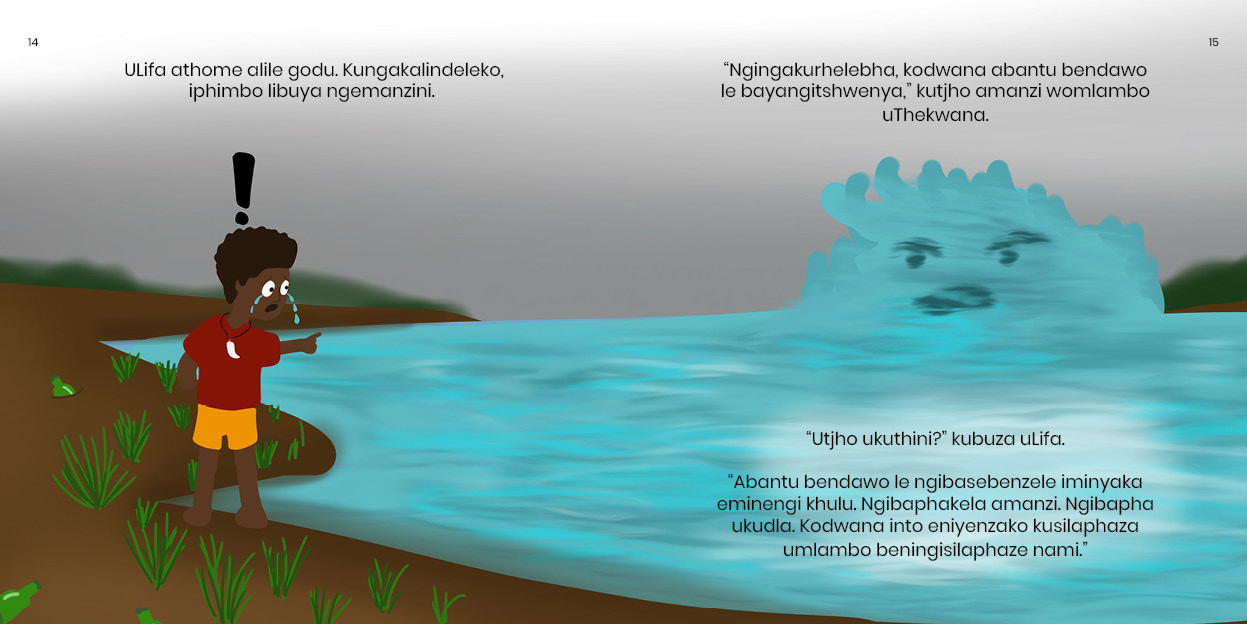 14
ULifa athome alile godu. Kungakalindeleko,
iphimbo libuya ngemanzini.
15
“Ngingakurhelebha, kodwana abantu bendawo
le bayangitshwenya,” kutjho amanzi womlambo
uThekwana.
“Utjho ukuthini?” kubuza uLifa.
“Abantu bendawo le ngibasebenzele iminyaka
eminengi khulu. Ngibaphakela amanzi. Ngibapha
ukudla. Kodwana into eniyenzako kusilaphaza
umlambo beningisilaphaze nami.”